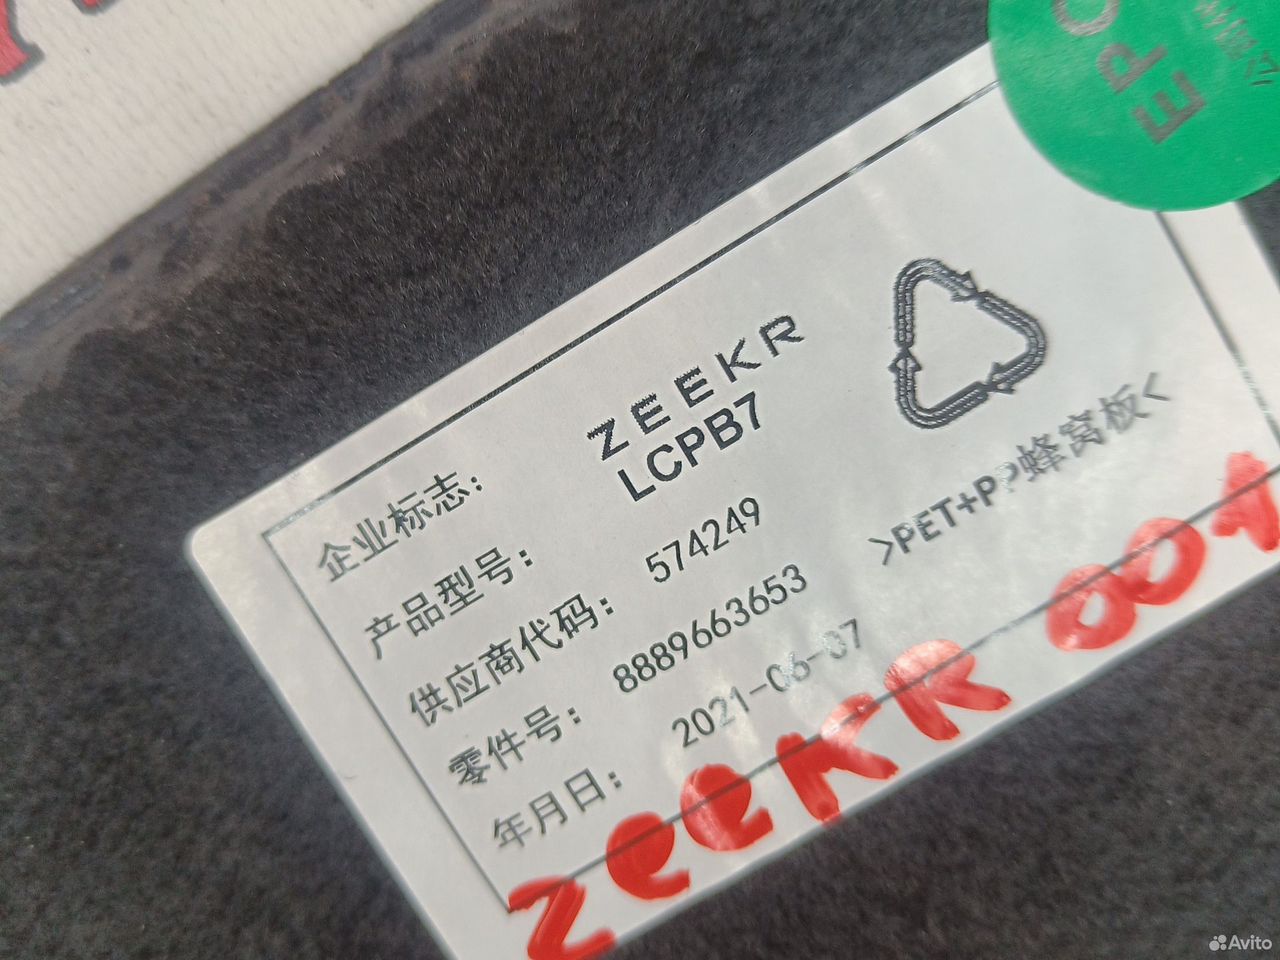 EPC
企业标志： ZEEKR
产品型号： LCPB7
供应商代码： 574249
零件号： 8889663653
年月日： 2021-06-07
>PET+PP蜂窝板<
ZEEKR 001
Avito